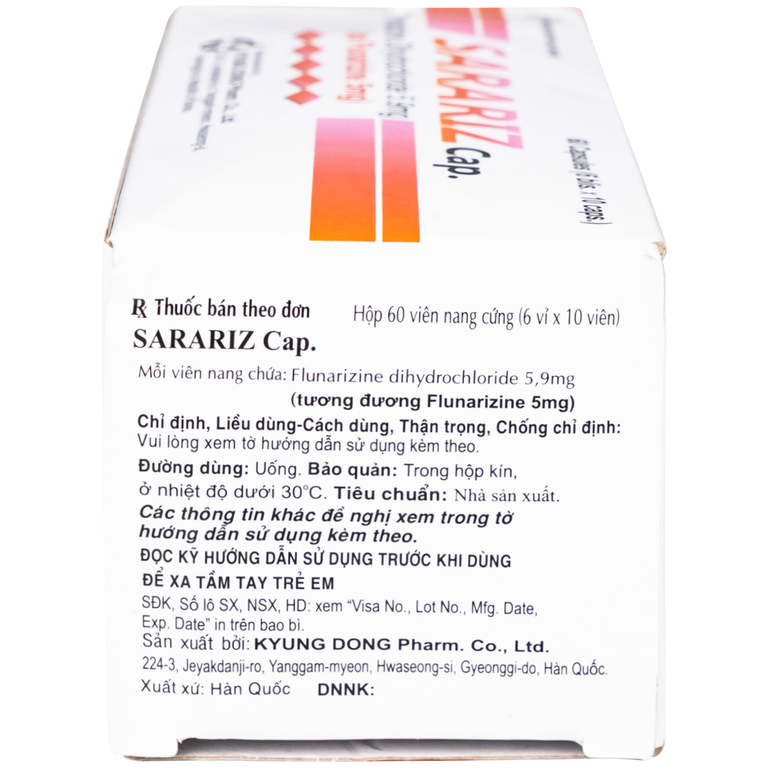 SARARIZ Cap.
60 Capsules (6 blis x 10 caps.)
℞ Thuốc bán theo đơn
Hộp 60 viên nang cứng (6 vỉ x 10 viên)
SARARIZ Cap.
Mỗi viên nang chứa: Flunarizine dihydrochloride 5,9mg
(tương đương Flunarizine 5mg)
Chỉ định, Liều dùng-Cách dùng, Thận trọng, Chống chỉ định:
Vui lòng xem tờ hướng dẫn sử dụng kèm theo.
Đường dùng: Uống. Bảo quản: Trong hộp kín,
ở nhiệt độ dưới 30°C. Tiêu chuẩn: Nhà sản xuất.
Các thông tin khác đề nghị xem trong tờ
hướng dẫn sử dụng kèm theo.
ĐỌC KỸ HƯỚNG DẪN SỬ DỤNG TRƯỚC KHI DÙNG
ĐỂ XA TẦM TAY TRẺ EM
SĐK, Số lô SX, NSX, HD: xem “Visa No., Lot No., Mfg. Date,
Exp. Date” in trên bao bì.
Sản xuất bởi: KYUNG DONG Pharm. Co., Ltd.
224-3, Jeyakdanji-ro, Yanggam-myeon, Hwaseong-si, Gyeonggi-do, Hàn Quốc.
Xuất xứ: Hàn Quốc DNNK: